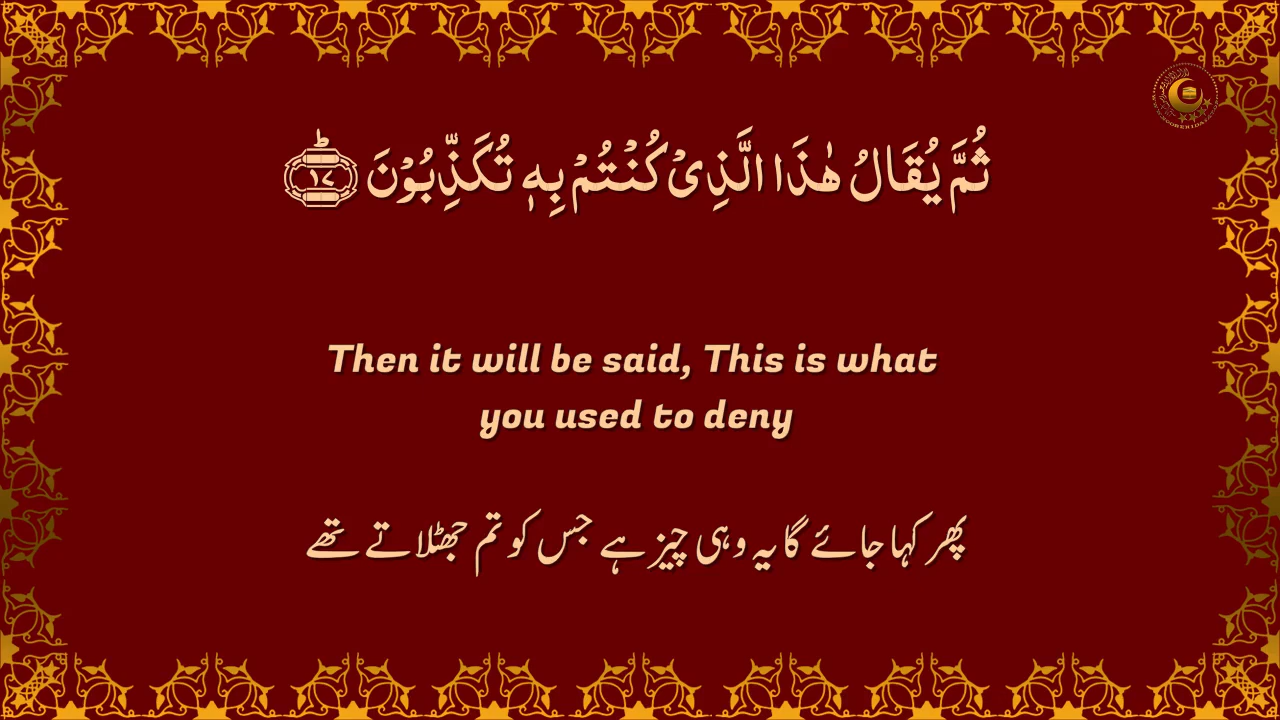 ثُمَّ يُقَالُ هٰذَا الَّذِىۡ كُنۡتُمۡ بِهٖ تُكَذِّبُوۡنَ ؕ‏ ﴿۱۷﴾
Then it will be said, This is what
you used to deny
پھر کہا جائے گا یہ وہی چیز ہے جس کو تم جھٹلاتے تھے